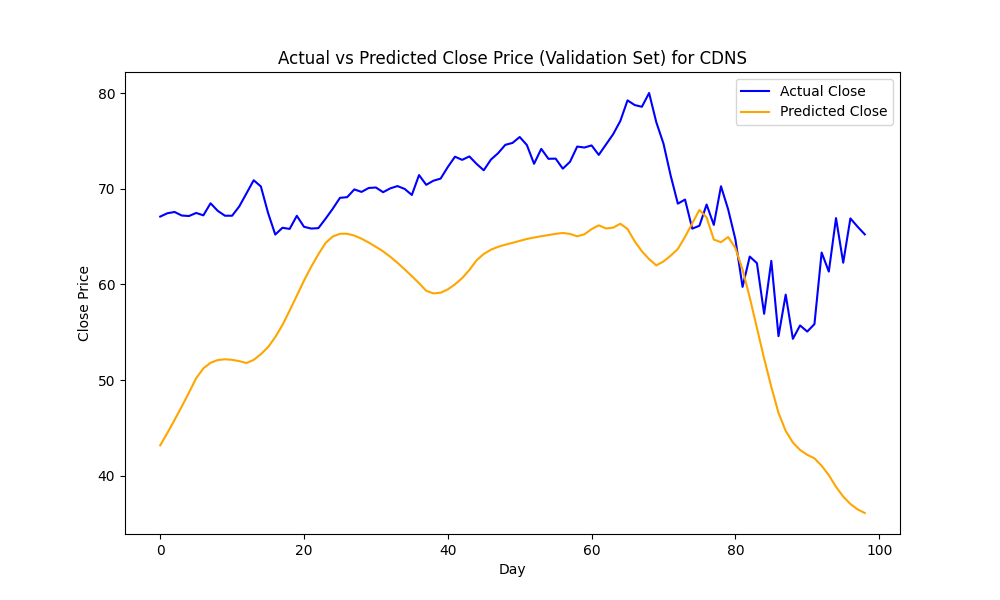 Actual vs Predicted Close Price (Validation Set) for CDNS
Actual Close
Predicted Close
80
70
60
50
40
Close Price
0 20 40 60 80 100
Day